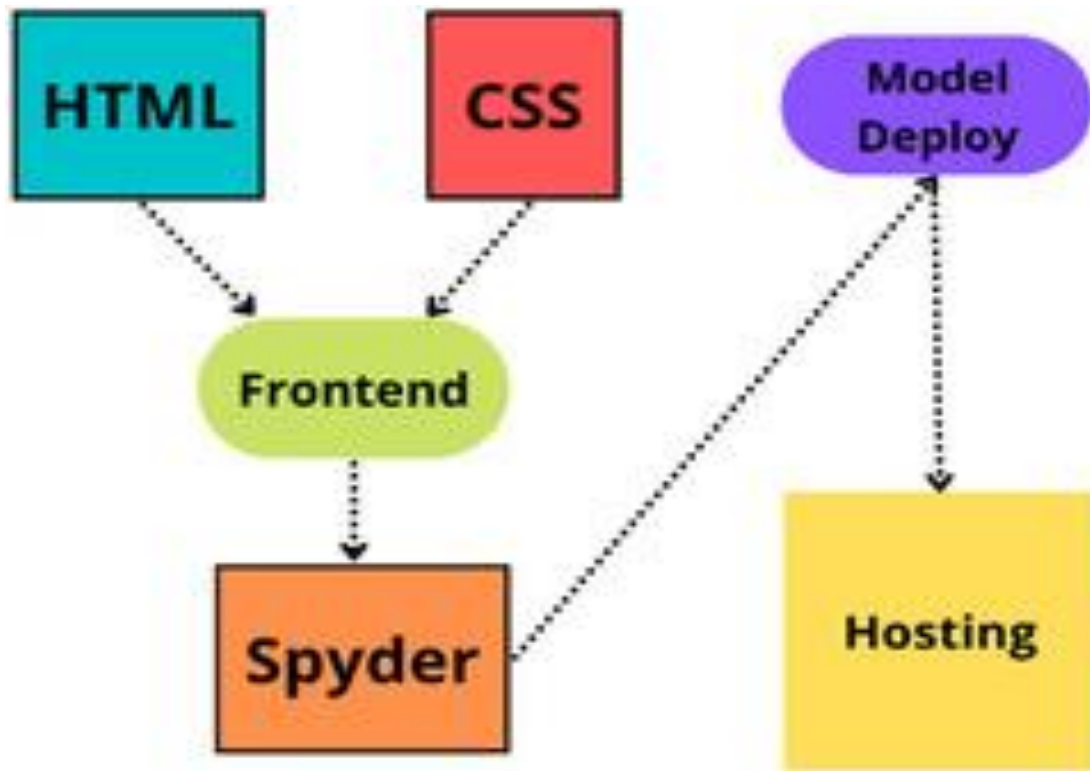 HTML
CSS
Model
Deploy
Frontend
Spyder
Hosting